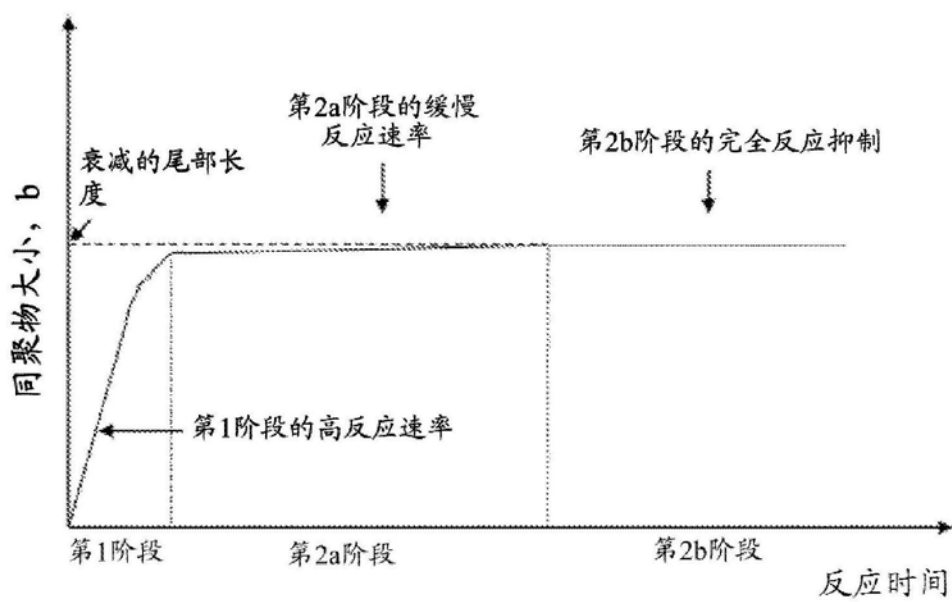 第2a阶段的缓慢
反应速率
第2b阶段的完全反应抑制
衰减的尾部长
度
同聚物大小，b
第1阶段的高反应速率
第1阶段
第2a阶段
第2b阶段
反应时间